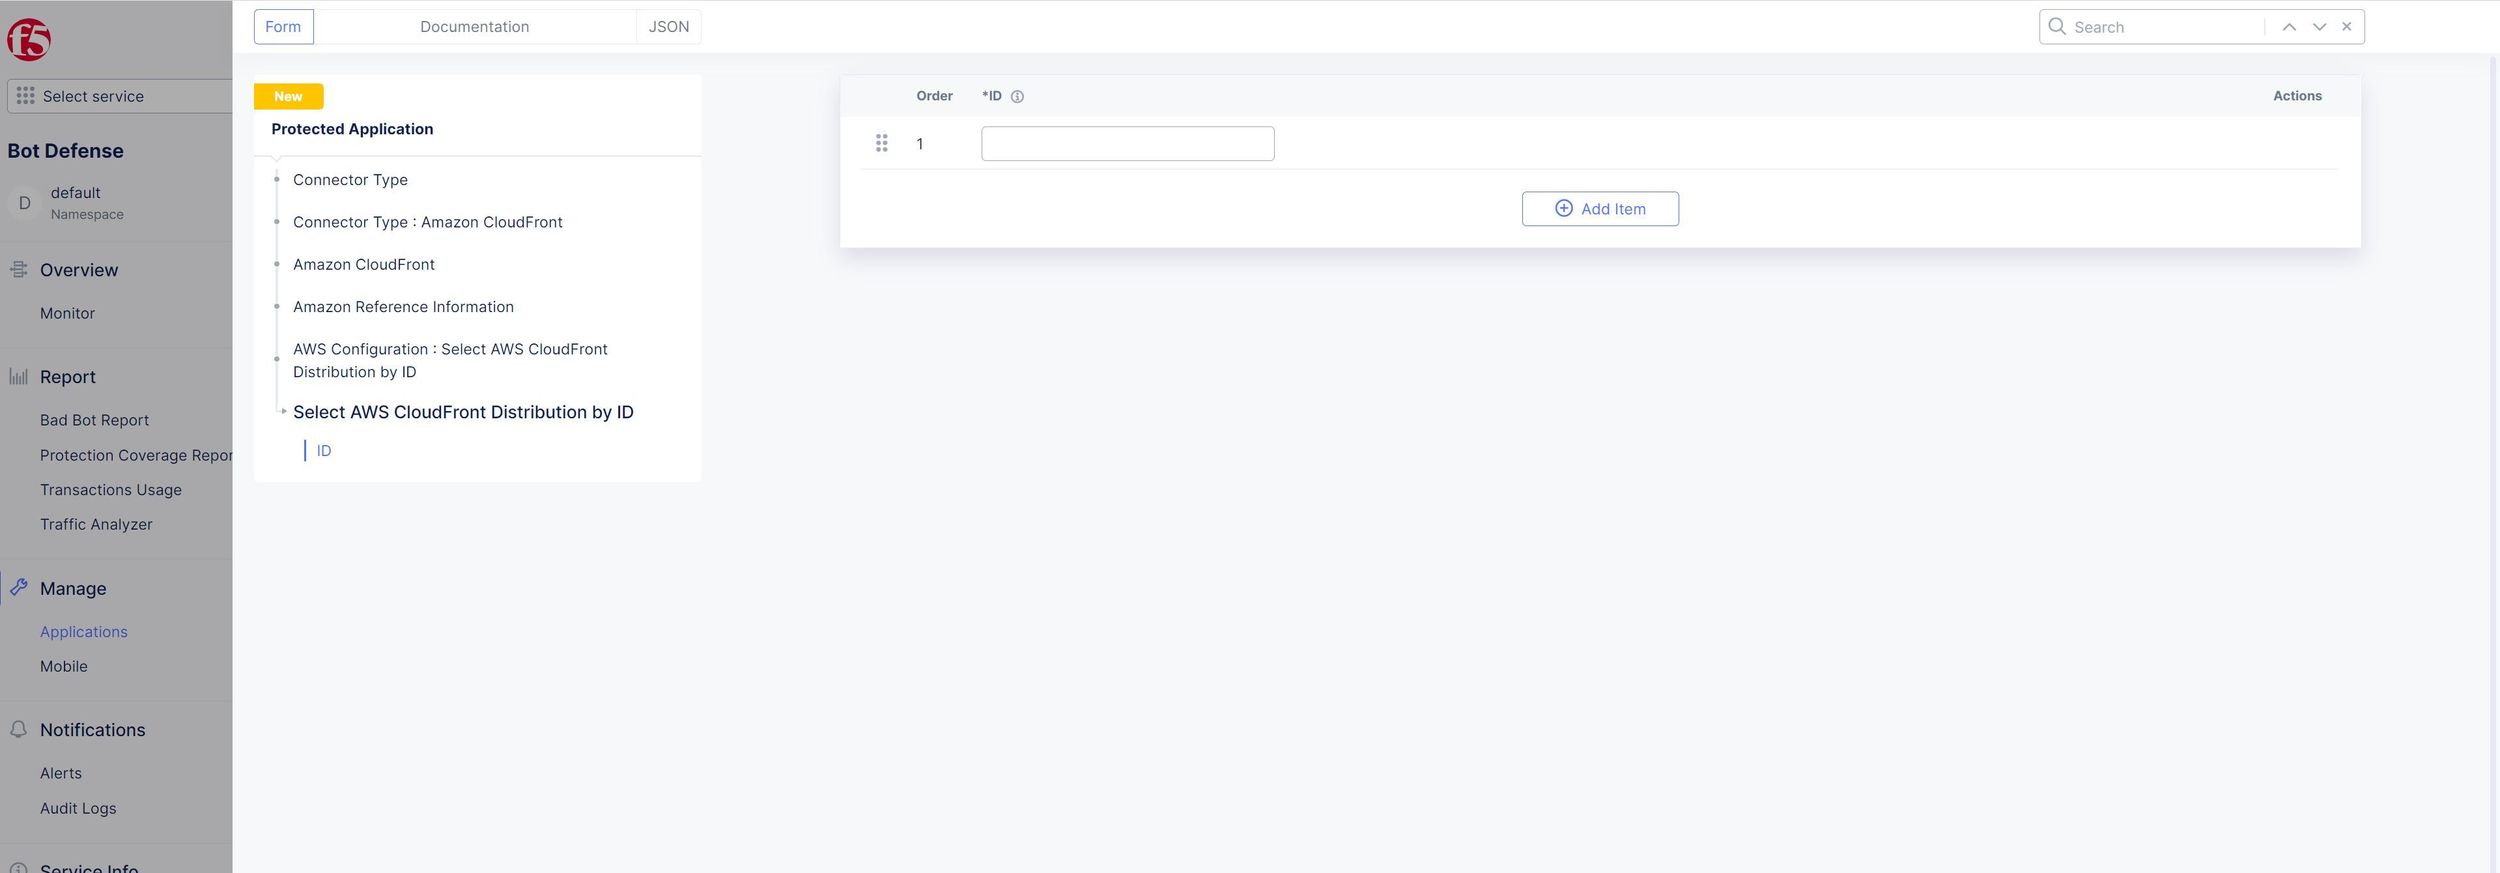 f5
Select service
Bot Defense
D
default
Namespace
Overview
Monitor
Report
Bad Bot Report
Protection Coverage Repor
Transactions Usage
Traffic Analyzer
Manage
Applications
Mobile
Notifications
Alerts
Audit Logs
Service Info
Form
Documentation
JSON
Search
New
Protected Application
Connector Type
Connector Type : Amazon CloudFront
Amazon CloudFront
Amazon Reference Information
AWS Configuration : Select AWS CloudFront
Distribution by ID
Select AWS CloudFront Distribution by ID
ID
Order *ID Actions
1
Add Item